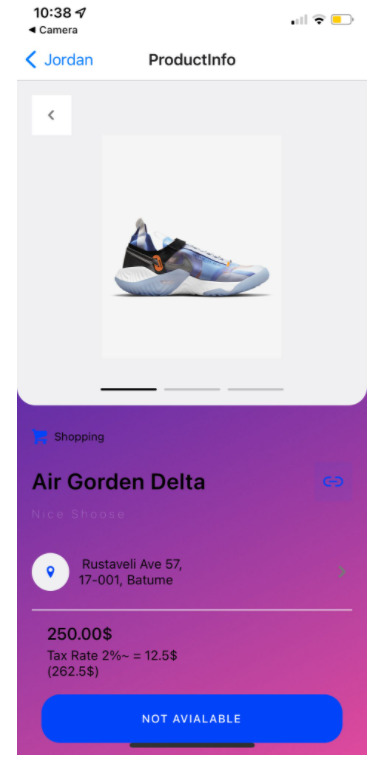 10:38
Camera
Jordan
ProductInfo
Shopping
Air Gorden Delta
Nice Shoose
Rustaveli Ave 57,
17-001, Batume
250.00$
Tax Rate 2%~ = 12.5$
(262.5$)
NOT AVIALABLE